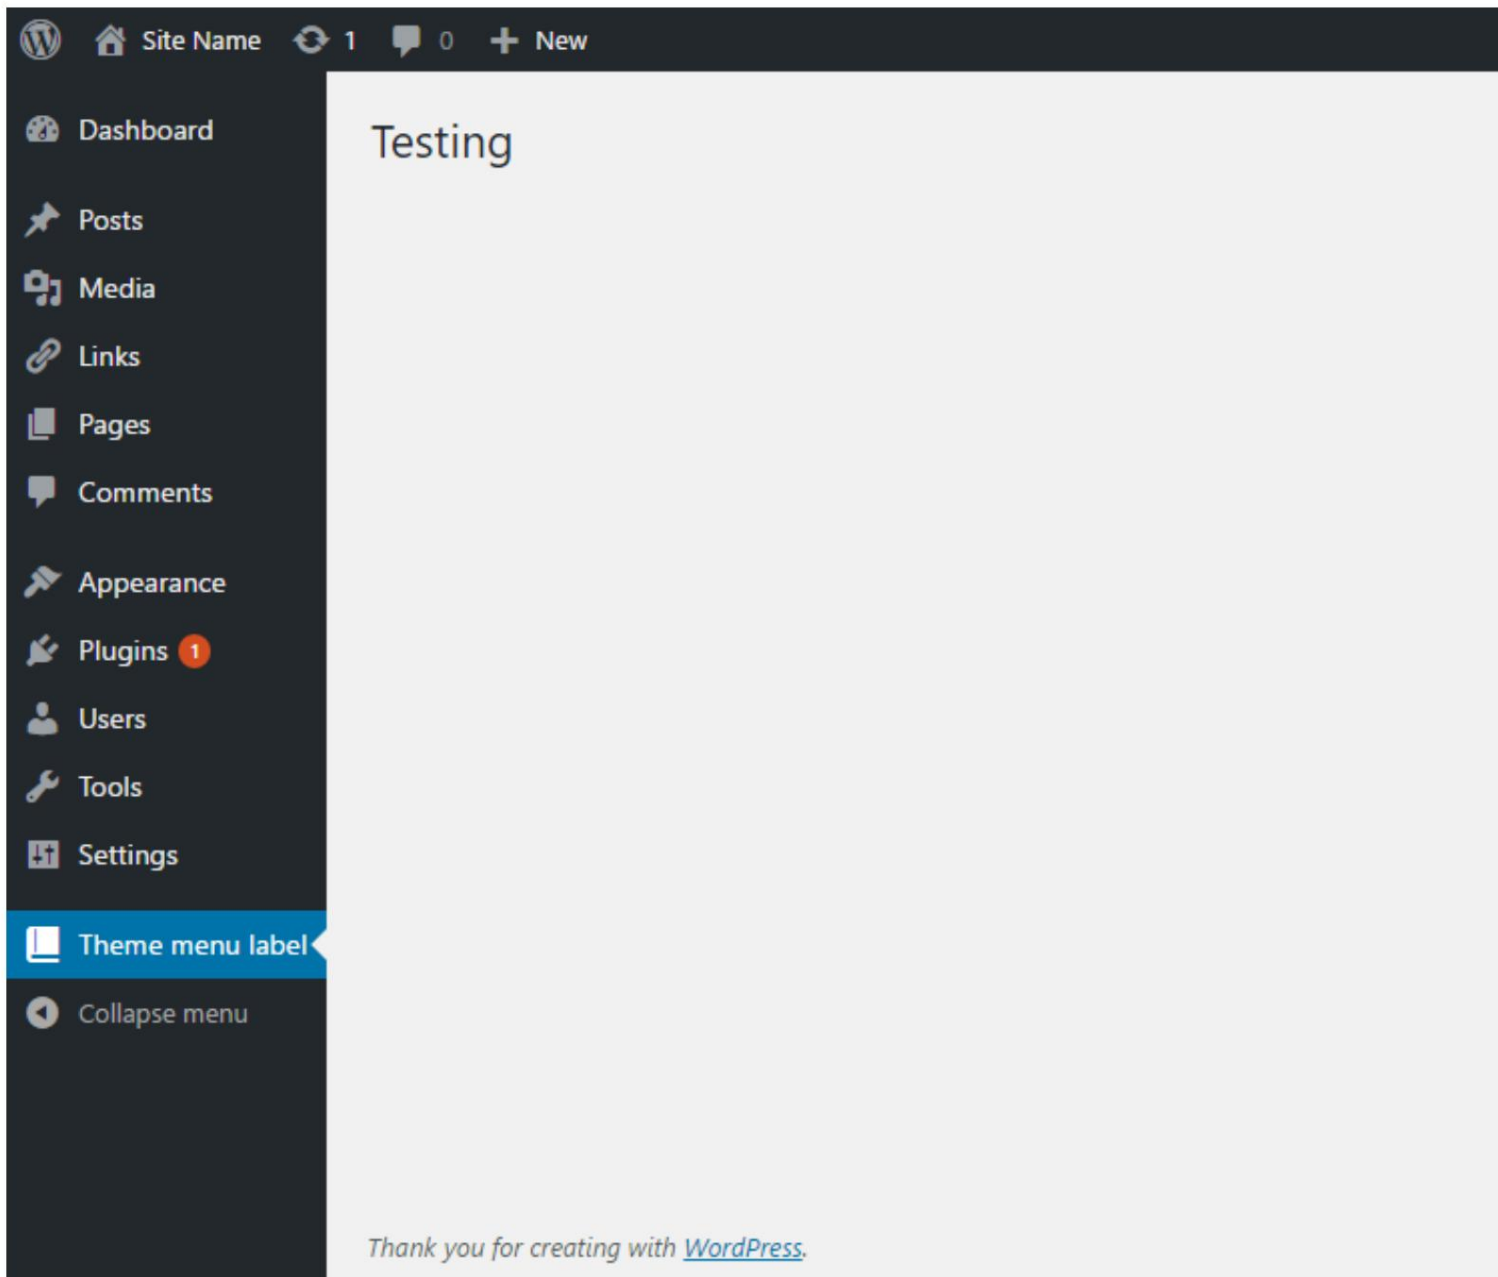 Site Name 1 0 New
Dashboard
Testing
Posts
Media
Links
Pages
Comments
Appearance
Plugins 1
Users
Tools
Settings
Theme menu label
Collapse menu
Thank you for creating with WordPress.